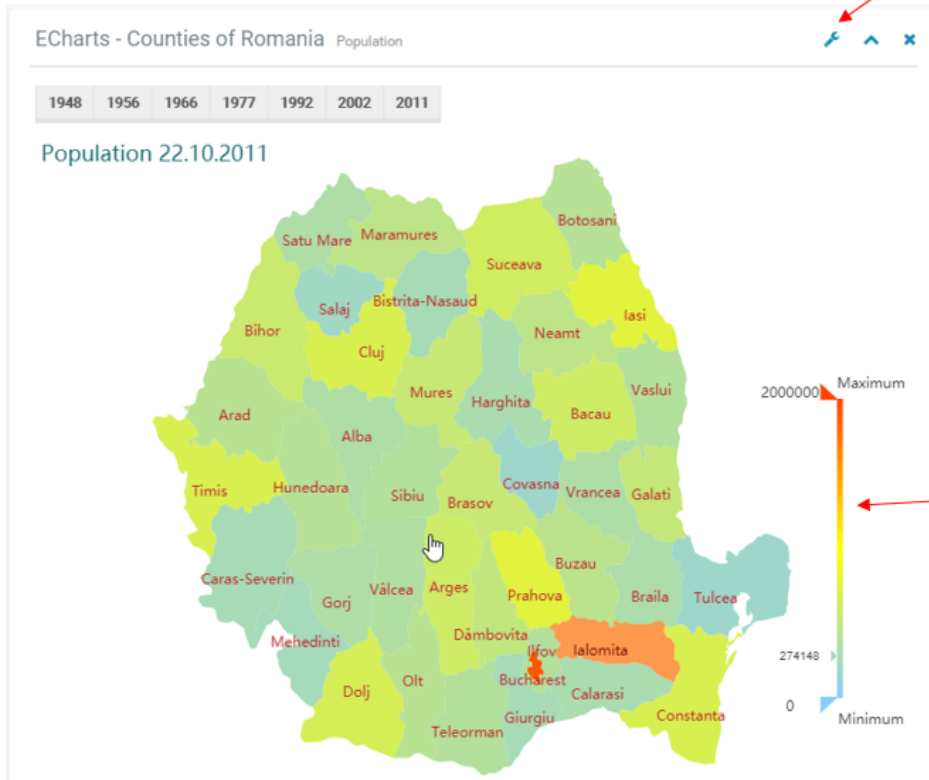 ECharts - Counties of Romania Population
1948 1956 1966 1977 1992 2002 2011
Population 22.10.2011
Botosani
Satu Mare
Maramures
Suceava
Salaj
Bistrita-Nasaud
Iasi
Bihor
Neamt
Cluj
Maximum
2000000
Mures
Vaslui
Harghita
Arad
Bacau
Alba
Covasna
Timis
Hunedoara
Sibiu
Brasov
Vrancea
Galati
Buzau
Caras-Severin
Vâlcea
Arges
Prahova
Braila
Tulcea
Gorj
Mehedinti
Dâmbovita
Ilfov
Ialomita
274148
Olt
Bucharest
Dolj
Calarasi
0
Giurgiu
Constanta
Minimum
Teleorman